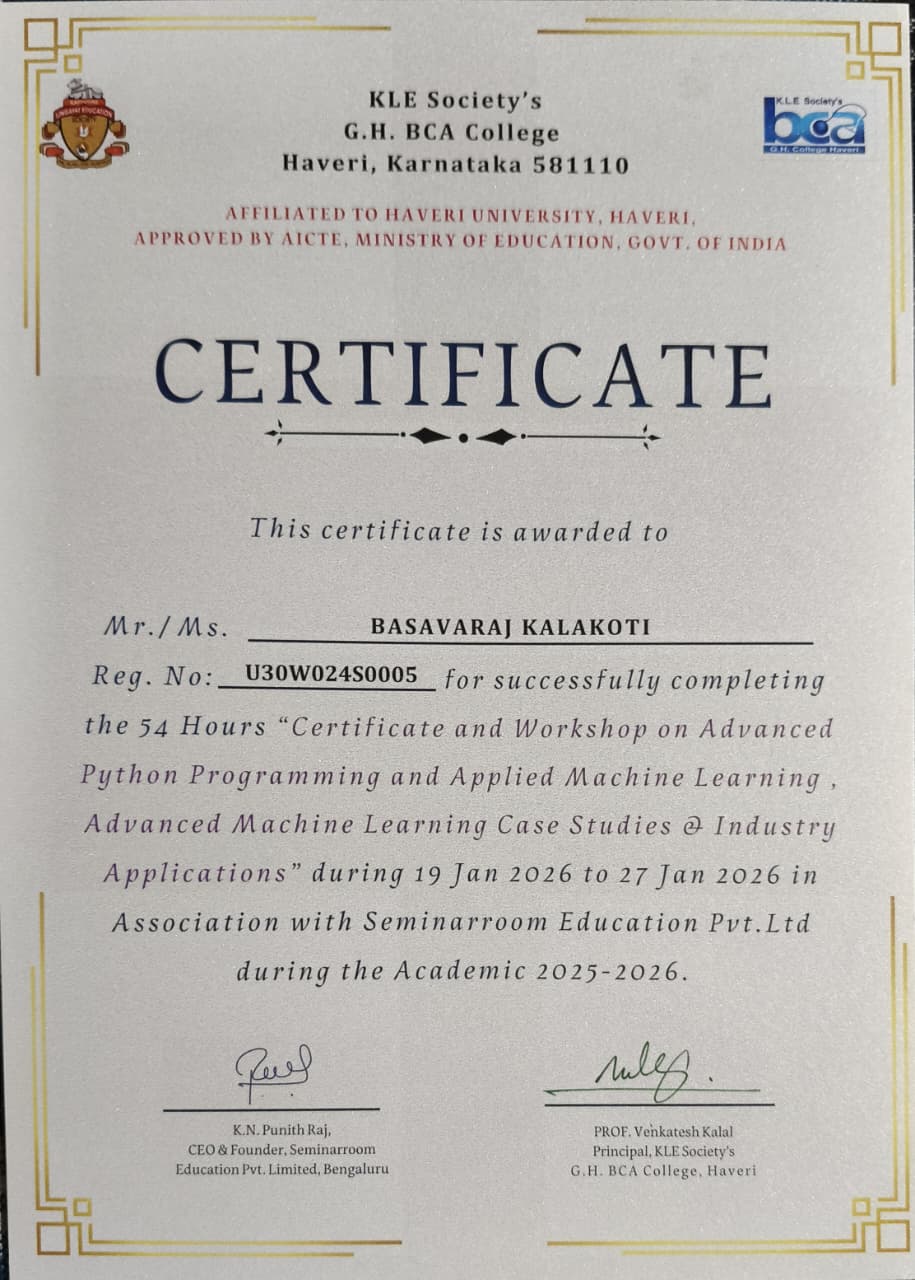 KLE Society's
G.H. BCA College
Haveri, Karnataka 581110
K.L.E Society's
bca
G.H. College Haveri
AFFILIATED TO HAVERI UNIVERSITY, HAVERI,
APPROVED BY AICTE, MINISTRY OF EDUCATION, GOVT. OF INDIA
CERTIFICATE
This certificate is awarded to
Mr./Ms. BASAVARAJ KALAKOTI
Reg. No: U30W024S0005 for successfully completing
the 54 Hours “Certificate and Workshop on Advanced
Python Programming and Applied Machine Learning ,
Advanced Machine Learning Case Studies & Industry
Applications” during 19 Jan 2026 to 27 Jan 2026 in
Association with Seminarroom Education Pvt.Ltd
during the Academic 2025-2026.
K.N. Punith Raj,
CEO & Founder, Seminarroom
Education Pvt. Limited, Bengaluru
PROF. Venkatesh Kalal
Principal, KLE Society's
G.H. BCA College, Haveri